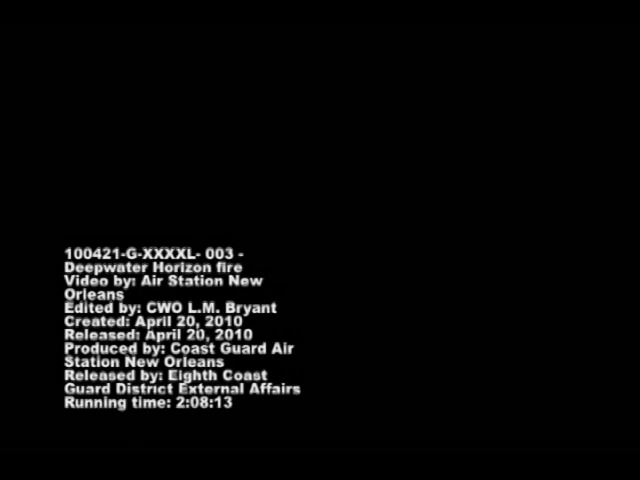 100421-G-XXXXL- 003 -
Deepwater Horizon fire
Video by: Air Station New
Orleans
Edited by: CWO L.M. Bryant
Created: April 20, 2010
Released: April 20, 2010
Produced by: Coast Guard Air
Station New Orleans
Released by: Eighth Coast
Guard District External Affairs
Running time: 2:08:13